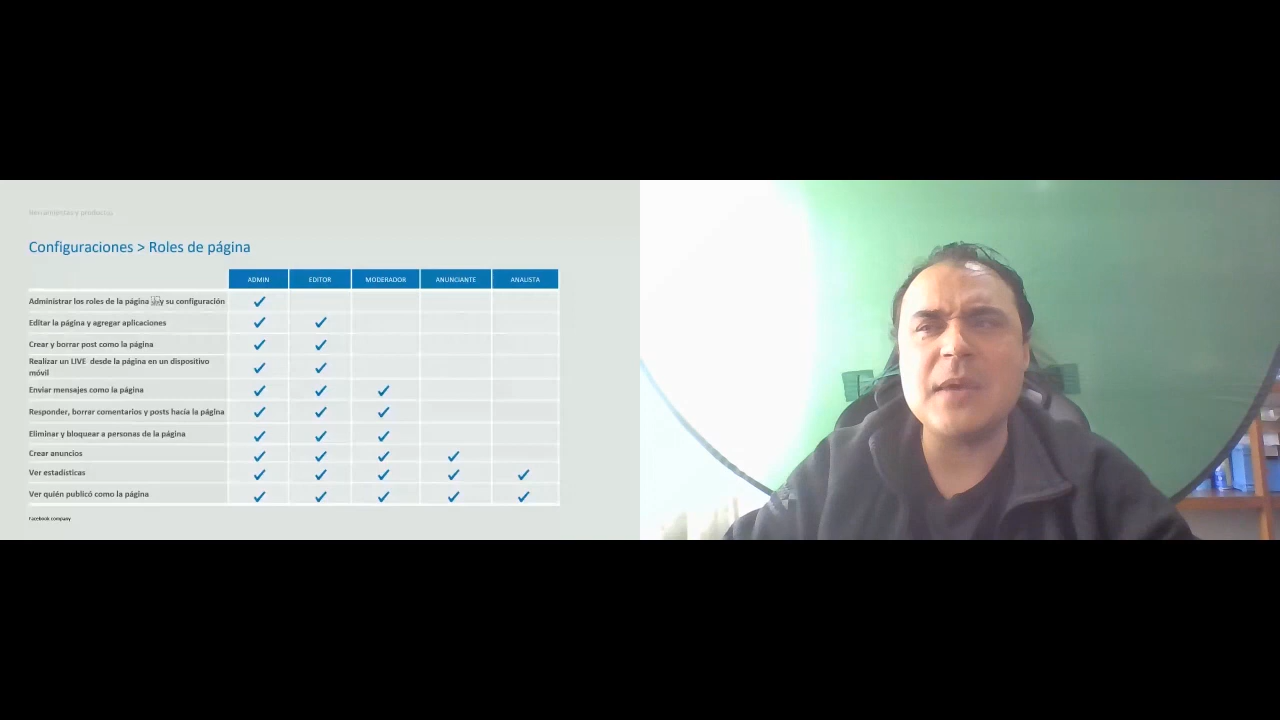 Herramientas y productos
Configuraciones > Roles de página
ADMIN EDITOR MODERADOR ANUNCIANTE ANALISTA
Administrar los roles de la página y su configuración ✓
Editar la página y agregar aplicaciones ✓ ✓
Crear y borrar post como la página ✓ ✓
Realizar un LIVE desde la página en un dispositivo
móvil ✓ ✓
Enviar mensajes como la página ✓ ✓ ✓
Responder, borrar comentarios y posts hacía la página ✓ ✓ ✓
Eliminar y bloquear a personas de la página ✓ ✓ ✓
Crear anuncios ✓ ✓ ✓ ✓
Ver estadísticas ✓ ✓ ✓ ✓ ✓
Ver quién publicó como la página ✓ ✓ ✓ ✓ ✓
Facebook company